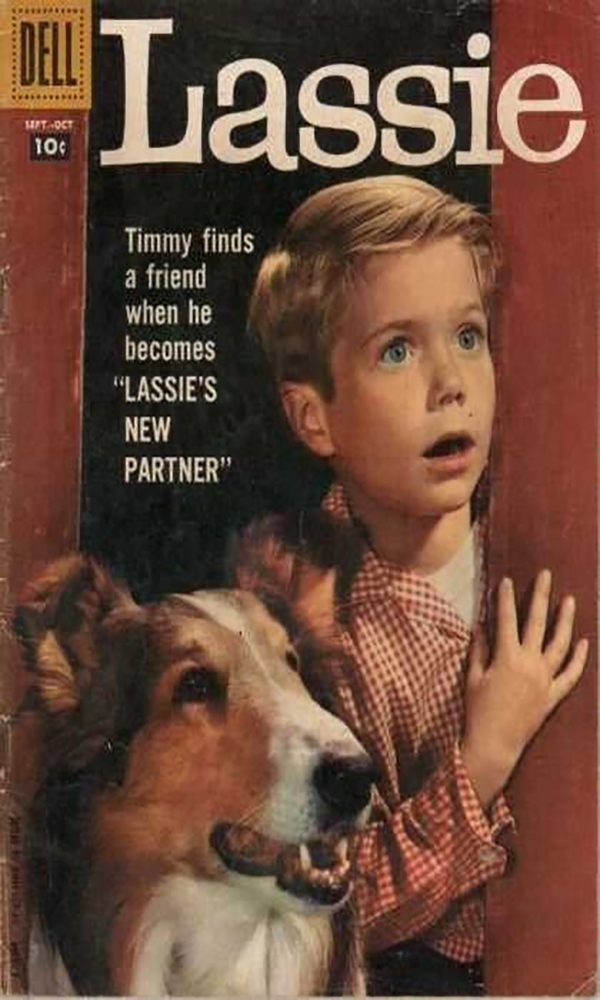 DELL
Lassie
SEPT.-OCT
10¢
Timmy finds
a friend
when he
becomes
"LASSIE'S
NEW
PARTNER"